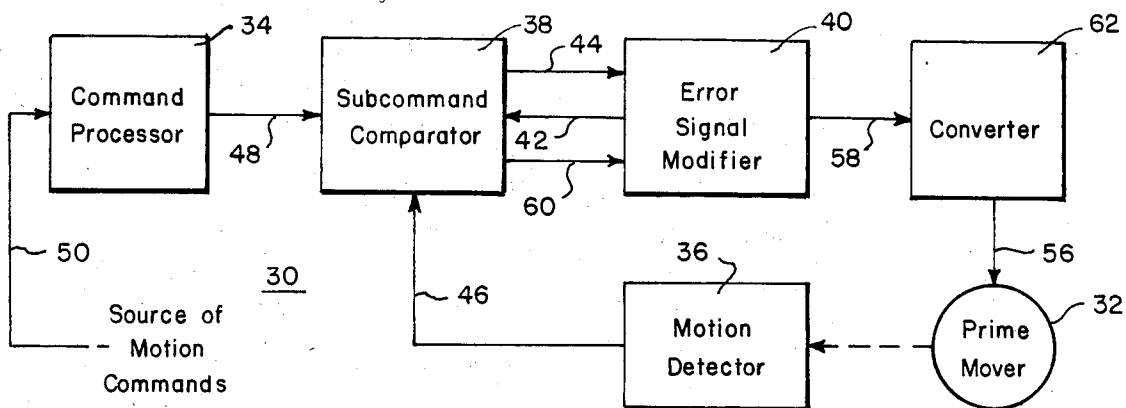 34
38
44
40
62
Command
Processor
48
Subcommand
Comparator
42
60
Error
Signal
Modifier
58
Converter
50
30
46
36
56
32
Source of
Motion
Commands
Motion
Detector
Prime
Mover